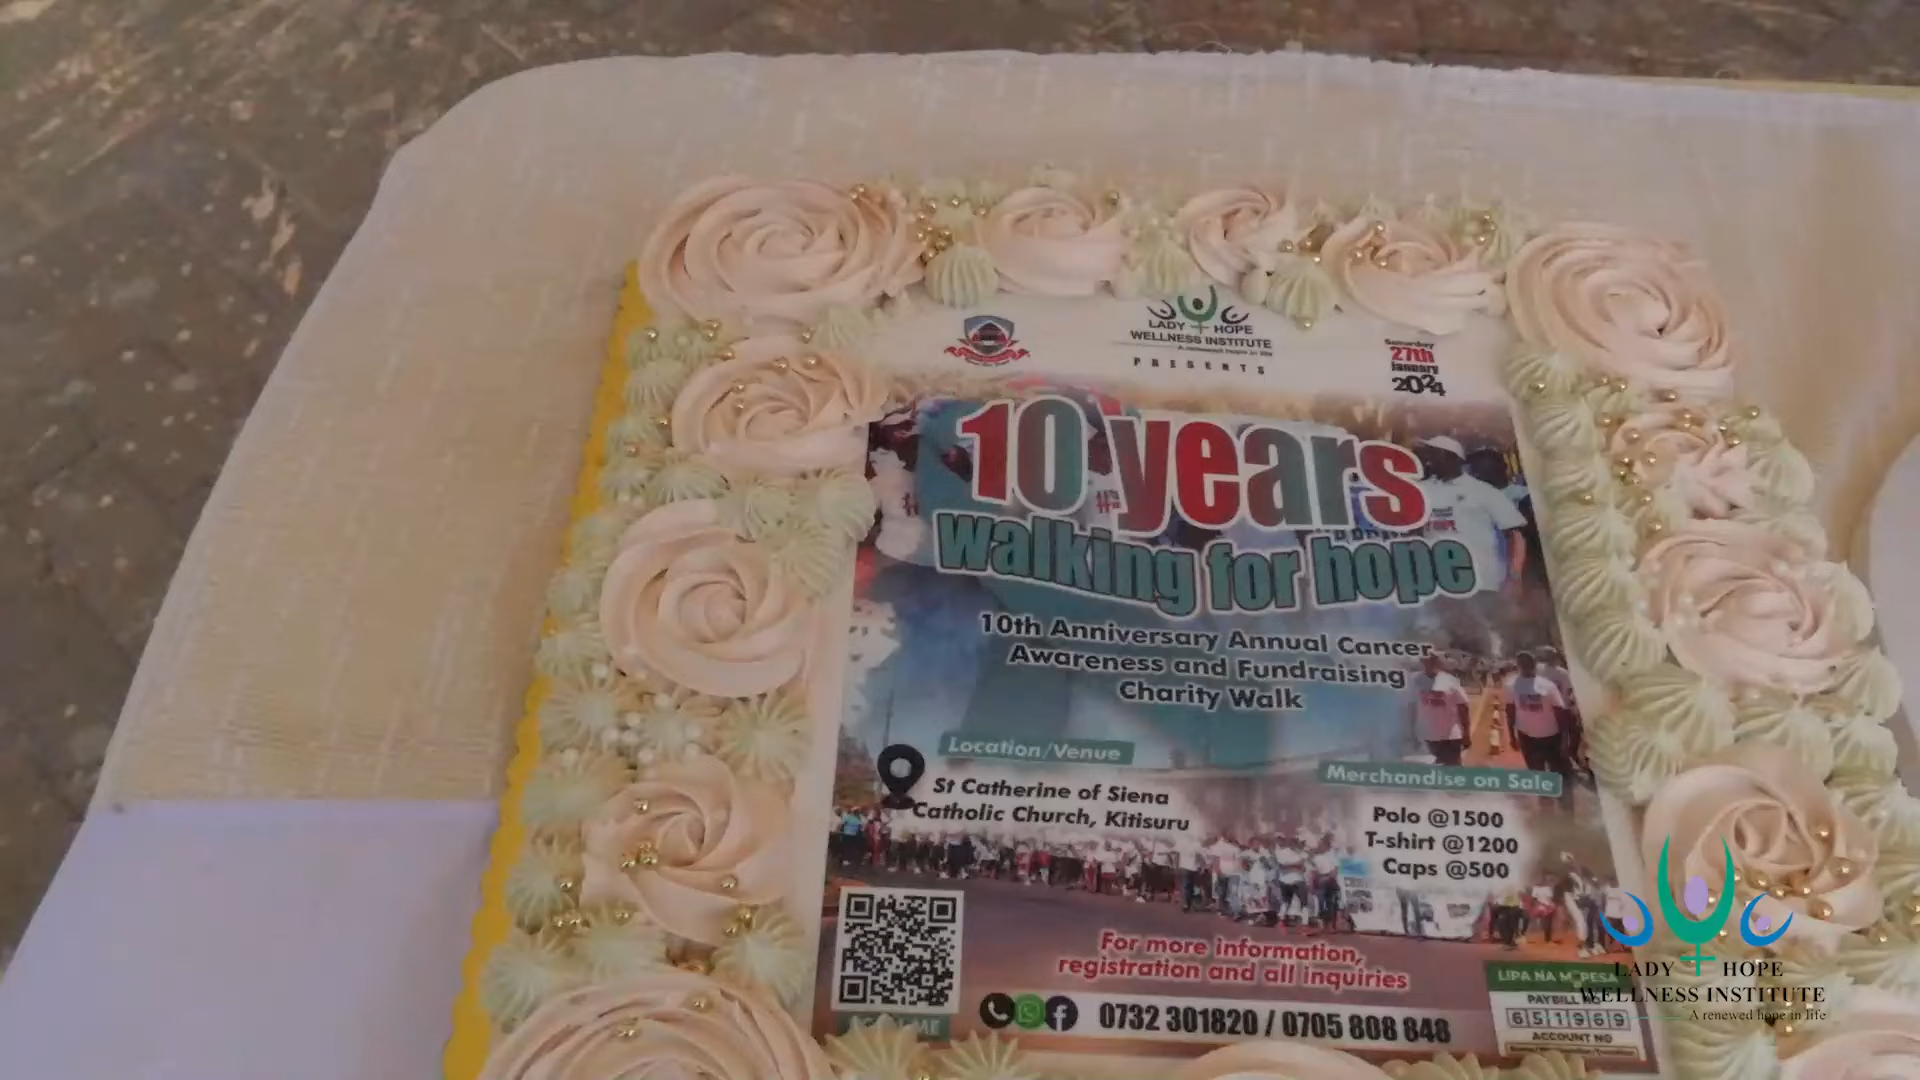 LADY HOPE
WELLNESS INSTITUTE
A renewed hope in life
PRESENTS
Saturday
27th
January
2024
10 years
walking for hope
10th Anniversary Annual Cancer
Awareness and Fundraising
Charity Walk
Location/Venue
St Catherine of Siena
Catholic Church, Kitisuru
Merchandise on Sale
Polo @1500
T-shirt @1200
Caps @500
For more information,
registration and all inquiries
0732 301820 / 0705 808 848
LIPA NA M-PESA
PAYBILL NO
651969
ACCOUNT NO
LADY HOPE
WELLNESS INSTITUTE
A renewed hope in life